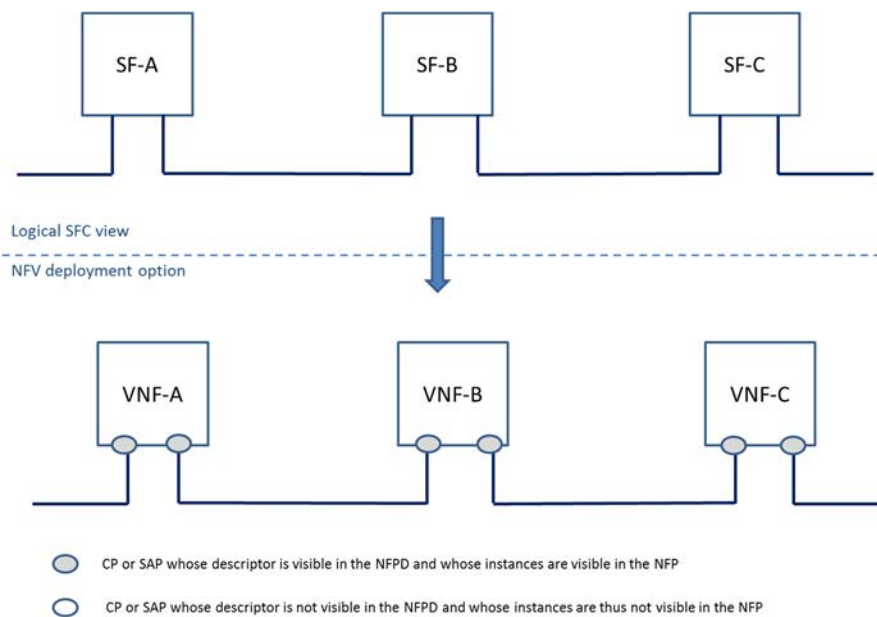 SF-A
SF-B
SF-C
Logical SFC view
NFV deployment option
VNF-A
VNF-B
VNF-C
CP or SAP whose descriptor is visible in the NFPD and whose instances are visible in the NFP
CP or SAP whose descriptor is not visible in the NFPD and whose instances are thus not visible in the NFP